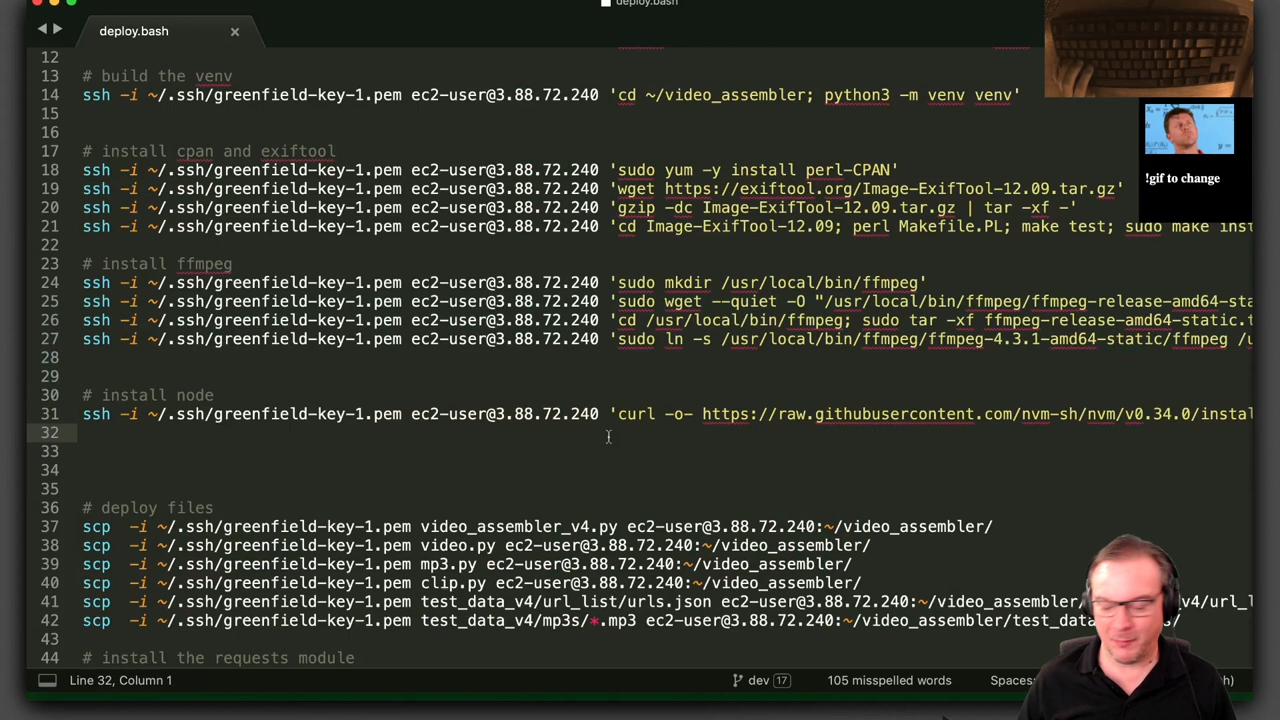 deploy.bash
deploy.bash
12
13 # build the venv
14 ssh -i ~/.ssh/greenfield-key-1.pem ec2-user@3.88.72.240 'cd ~/video_assembler; python3 -m venv venv'
15
16
17 # install cpan and exiftool
18 ssh -i ~/.ssh/greenfield-key-1.pem ec2-user@3.88.72.240 'sudo yum -y install perl-CPAN'
19 ssh -i ~/.ssh/greenfield-key-1.pem ec2-user@3.88.72.240 'wget https://exiftool.org/Image-ExifTool-12.09.tar.gz'
20 ssh -i ~/.ssh/greenfield-key-1.pem ec2-user@3.88.72.240 'gzip -dc Image-ExifTool-12.09.tar.gz | tar -xf -'
21 ssh -i ~/.ssh/greenfield-key-1.pem ec2-user@3.88.72.240 'cd Image-ExifTool-12.09; perl Makefile.PL; make test; sudo make inst
22
23 # install ffmpeg
24 ssh -i ~/.ssh/greenfield-key-1.pem ec2-user@3.88.72.240 'sudo mkdir /usr/local/bin/ffmpeg'
25 ssh -i ~/.ssh/greenfield-key-1.pem ec2-user@3.88.72.240 'sudo wget --quiet -O "/usr/local/bin/ffmpeg/ffmpeg-release-amd64-sta
26 ssh -i ~/.ssh/greenfield-key-1.pem ec2-user@3.88.72.240 'cd /usr/local/bin/ffmpeg; sudo tar -xf ffmpeg-release-amd64-static.t
27 ssh -i ~/.ssh/greenfield-key-1.pem ec2-user@3.88.72.240 'sudo ln -s /usr/local/bin/ffmpeg/ffmpeg-4.3.1-amd64-static/ffmpeg /u
28
29
30 # install node
31 ssh -i ~/.ssh/greenfield-key-1.pem ec2-user@3.88.72.240 'curl -o- https://raw.githubusercontent.com/nvm-sh/nvm/v0.34.0/instal
32
33
34
35
36 # deploy files
37 scp -i ~/.ssh/greenfield-key-1.pem video_assembler_v4.py ec2-user@3.88.72.240:~/video_assembler/
38 scp -i ~/.ssh/greenfield-key-1.pem video.py ec2-user@3.88.72.240:~/video_assembler/
39 scp -i ~/.ssh/greenfield-key-1.pem mp3.py ec2-user@3.88.72.240:~/video_assembler/
40 scp -i ~/.ssh/greenfield-key-1.pem clip.py ec2-user@3.88.72.240:~/video_assembler/
41 scp -i ~/.ssh/greenfield-key-1.pem test_data_v4/url_list/urls.json ec2-user@3.88.72.240:~/video_assembler/ v4/url_l
42 scp -i ~/.ssh/greenfield-key-1.pem test_data_v4/mp3s/*.mp3 ec2-user@3.88.72.240:~/video_assembler/test_da s/
43
44 # install the requests module
!gif to change
Line 32, Column 1
dev 17
105 misspelled words
Spaces